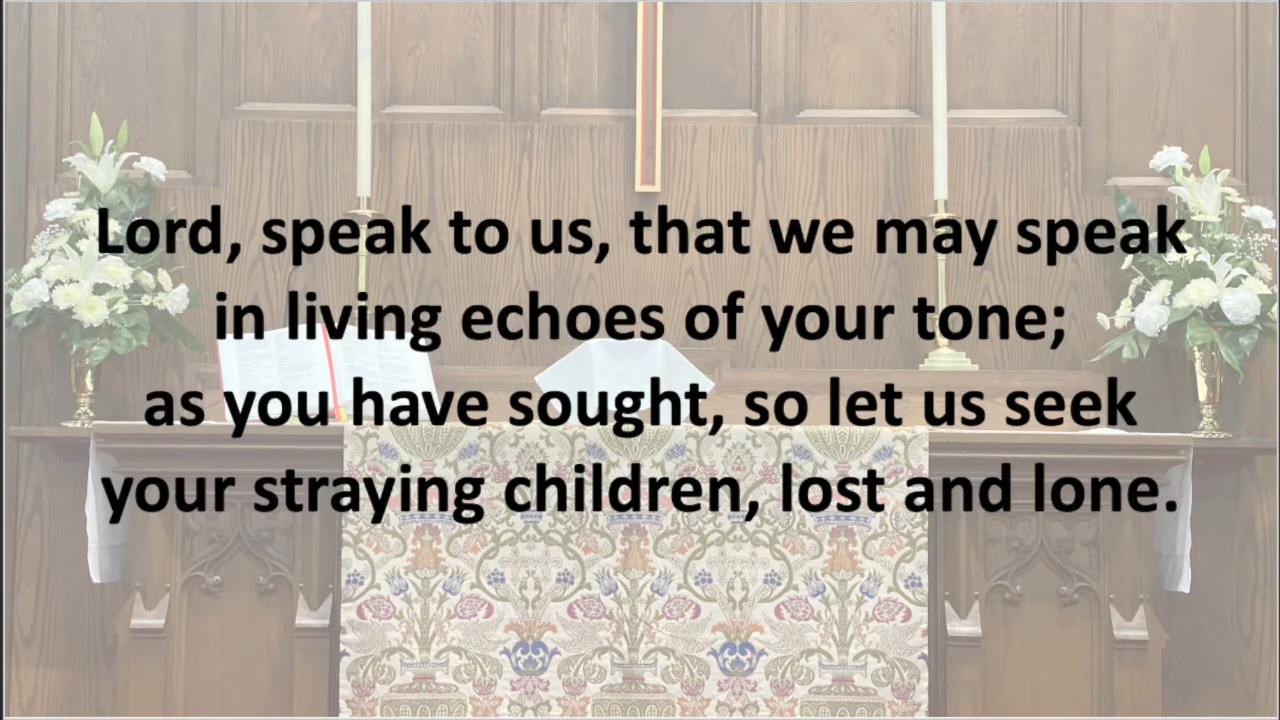 Lord, speak to us, that we may speak
in living echoes of your tone;
as you have sought, so let us seek
your straying children, lost and lone.